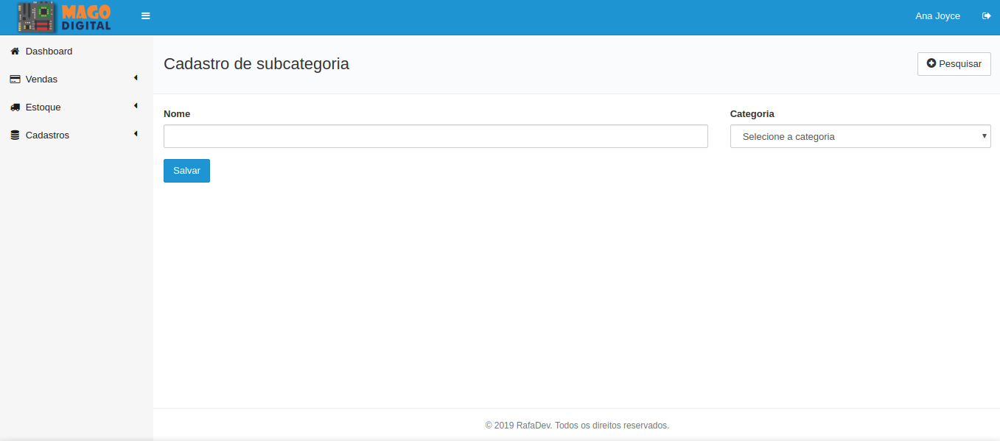 MAGO
DIGITAL
Ana Joyce
Dashboard
Vendas
Estoque
Cadastros
Cadastro de subcategoria
Pesquisar
Nome
Categoria
Selecione a categoria
Salvar
© 2019 RafaDev. Todos os direitos reservados.